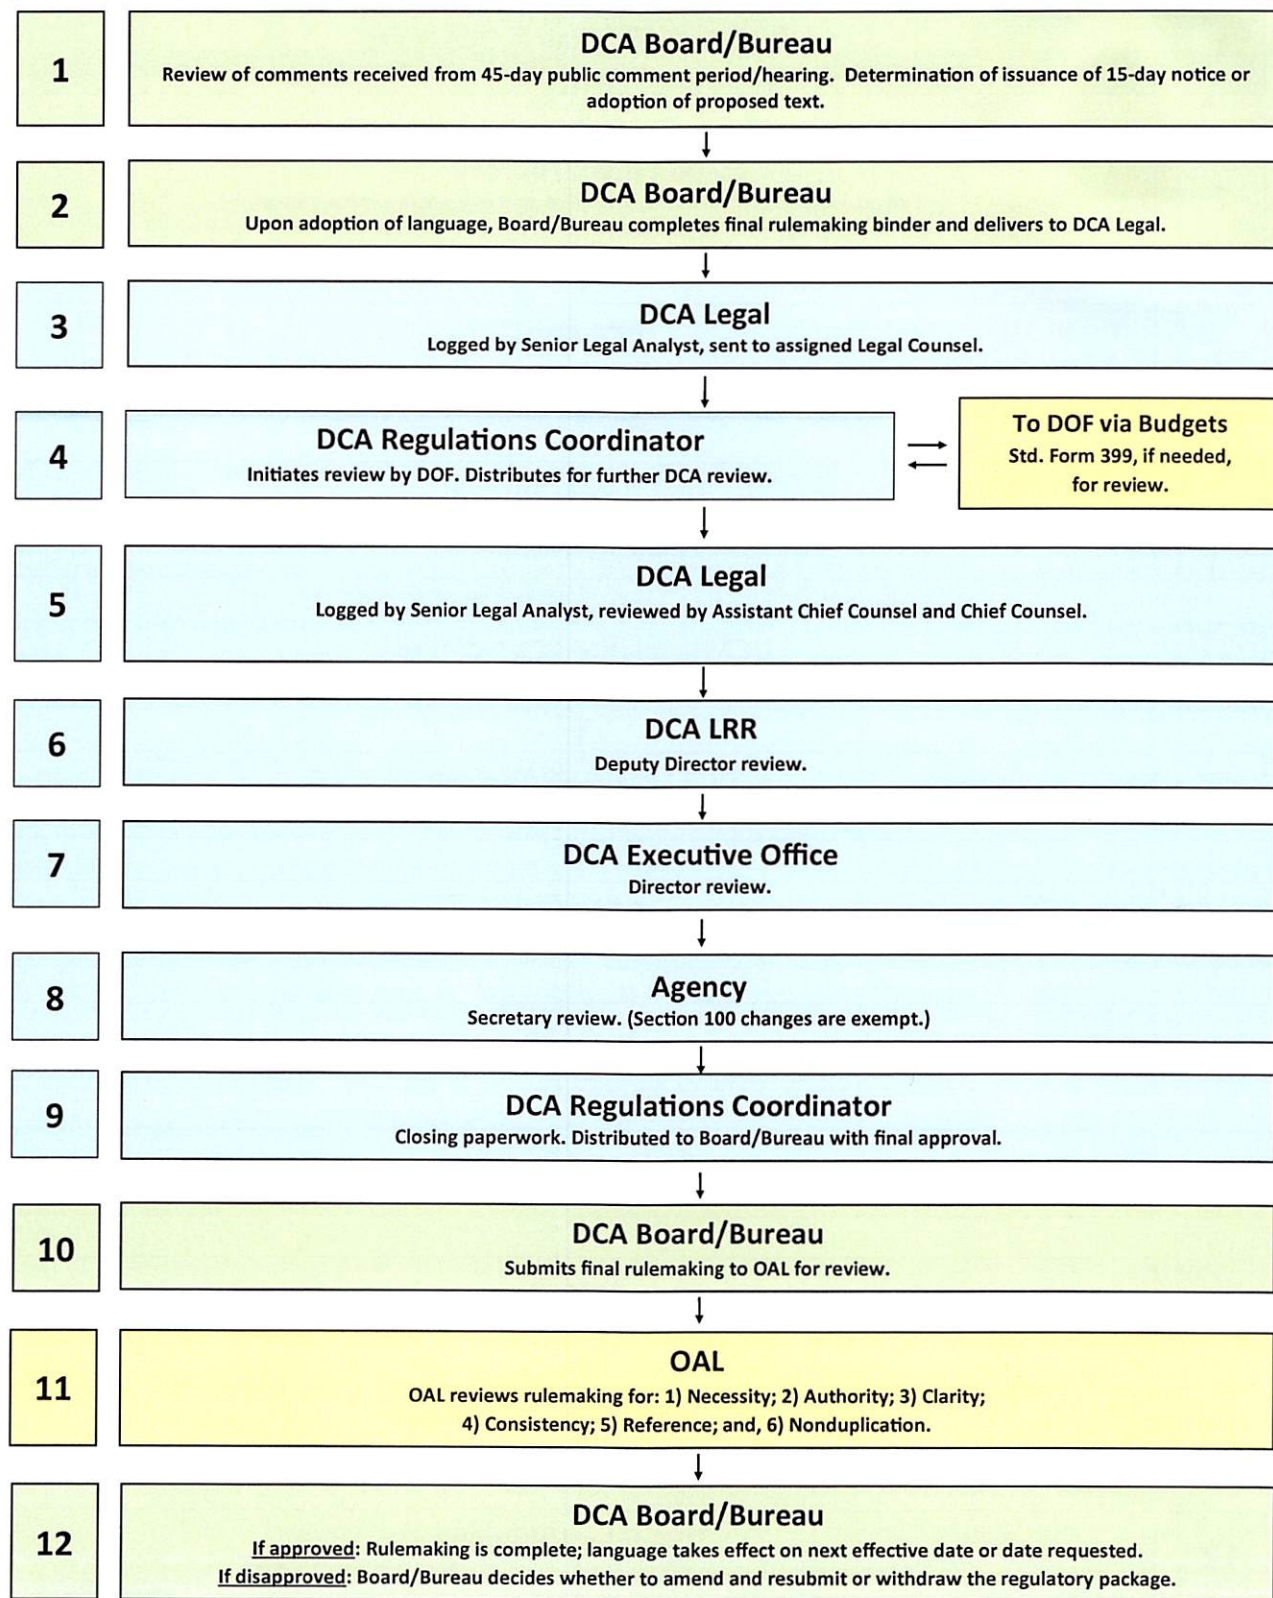 1
DCA Board/Bureau
Review of comments received from 45-day public comment period/hearing.  Determination of issuance of 15-day notice or
adoption of proposed text.
2
DCA Board/Bureau
Upon adoption of language, Board/Bureau completes final rulemaking binder and delivers to DCA Legal.
3
DCA Legal
Logged by Senior Legal Analyst, sent to assigned Legal Counsel.
4
DCA Regulations Coordinator
Initiates review by DOF. Distributes for further DCA review.
To DOF via Budgets
Std. Form 399, if needed,
for review.
5
DCA Legal
Logged by Senior Legal Analyst, reviewed by Assistant Chief Counsel and Chief Counsel.
6
DCA LRR
Deputy Director review.
7
DCA Executive Office
Director review.
8
Agency
Secretary review. (Section 100 changes are exempt.)
9
DCA Regulations Coordinator
Closing paperwork. Distributed to Board/Bureau with final approval.
10
DCA Board/Bureau
Submits final rulemaking to OAL for review.
11
OAL
OAL reviews rulemaking for: 1) Necessity; 2) Authority; 3) Clarity;
4) Consistency; 5) Reference; and, 6) Nonduplication.
12
DCA Board/Bureau
If approved: Rulemaking is complete; language takes effect on next effective date or date requested.
If disapproved: Board/Bureau decides whether to amend and resubmit or withdraw the regulatory package.